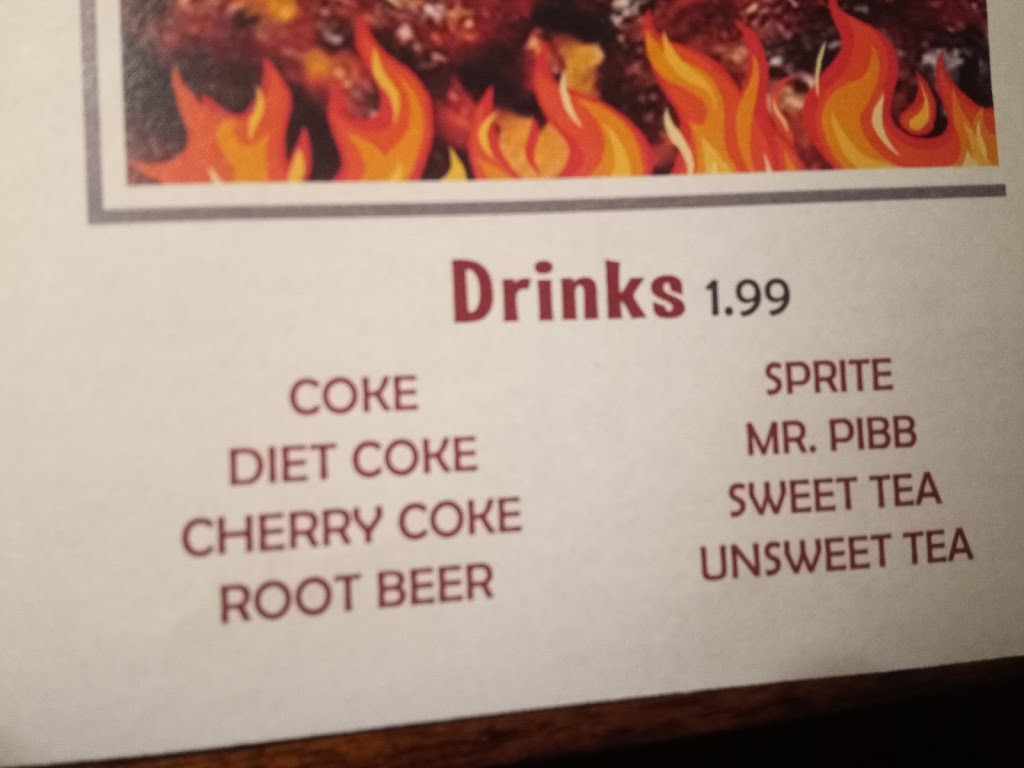 Drinks 1.99
COKE
DIET COKE
CHERRY COKE
ROOT BEER
SPRITE
MR. PIBB
SWEET TEA
UNSWEET TEA